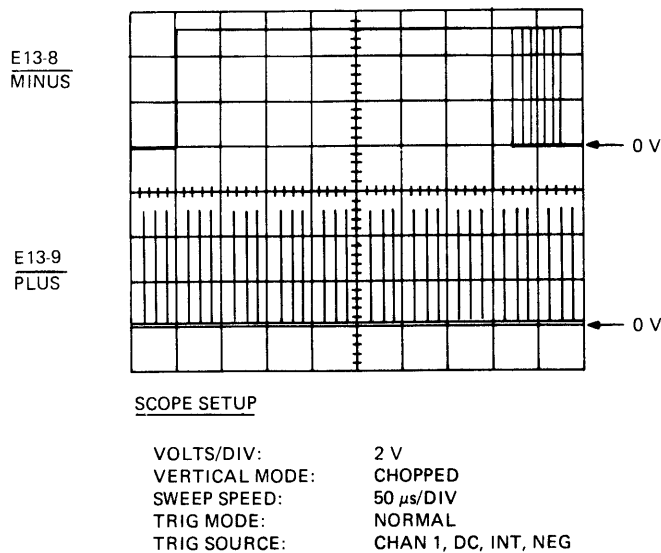 E13-8
MINUS
0 V
E13-9
PLUS
0 V
SCOPE SETUP
VOLTS/DIV: 2 V
VERTICAL MODE: CHOPPED
SWEEP SPEED: 50 μs/DIV
TRIG MODE: NORMAL
TRIG SOURCE: CHAN 1, DC, INT, NEG